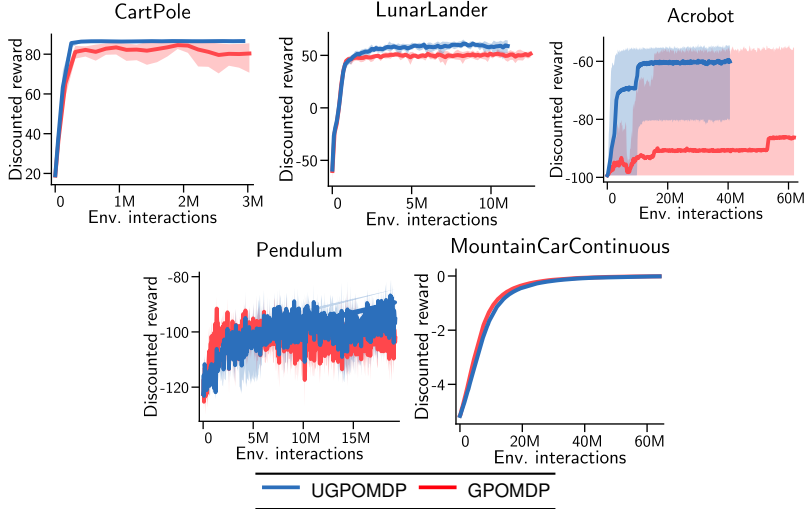 CartPole
Discounted reward
80
60
40
20
0 1M 2M 3M
Env. interactions
LunarLander
Discounted reward
50
0
-50
0 5M 10M
Env. interactions
Acrobot
Discounted reward
-60
-80
-100
0 20M 40M 60M
Env. interactions
Pendulum
Discounted reward
-80
-100
-120
0 5M 10M 15M
Env. interactions
MountainCarContinuous
Discounted reward
0
-2
-4
0 20M 40M 60M
Env. interactions
UGPOMDP GPOMDP